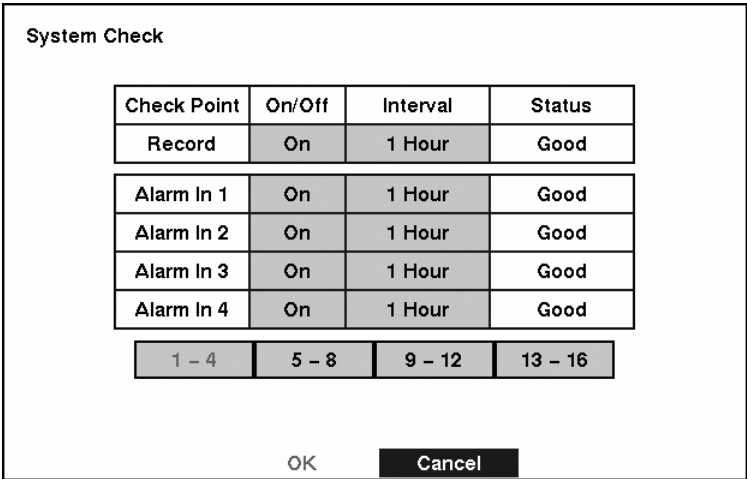 System Check
Check Point On/Off Interval Status
Record On 1 Hour Good
Alarm In 1 On 1 Hour Good
Alarm In 2 On 1 Hour Good
Alarm In 3 On 1 Hour Good
Alarm In 4 On 1 Hour Good
1 – 4 5 – 8 9 – 12 13 – 16
OK Cancel